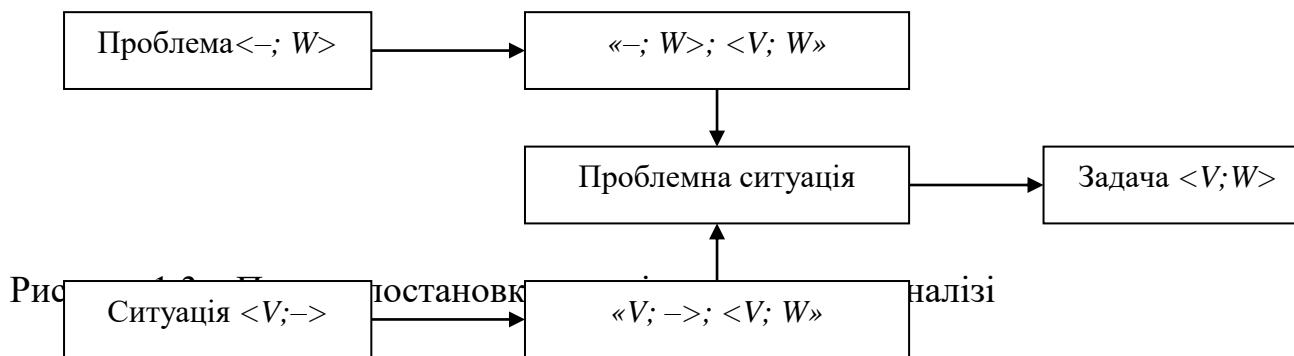 Проблема<–; W>
«–; W>; <V; W»
Проблемна ситуація
Задача <V;W>
Рис
постановк
налізі
Ситуація <V;–>
«V; –>; <V; W»